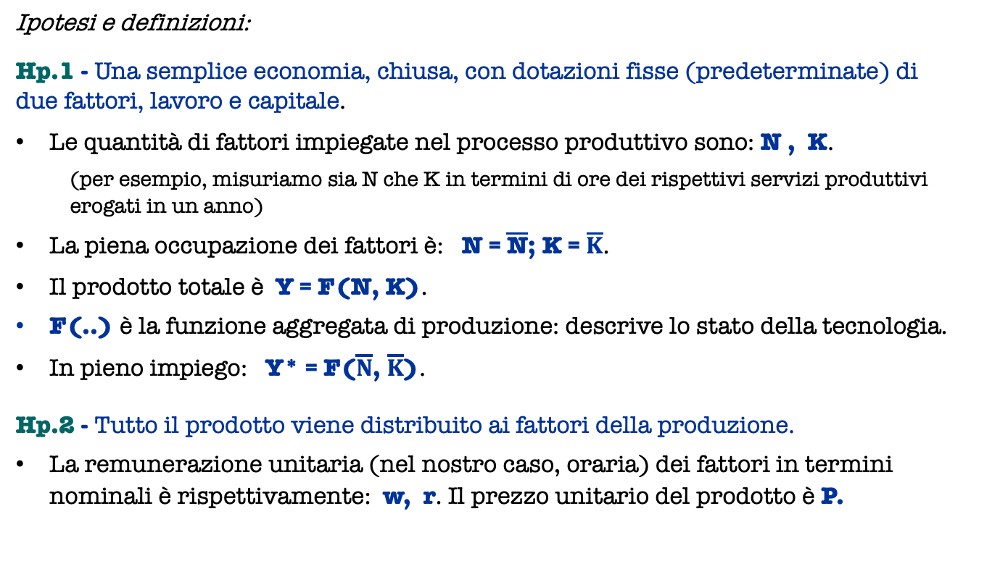 Ipotesi e definizioni:
Hp.1 - Una semplice economia, chiusa, con dotazioni fisse (predeterminate) di
due fattori, lavoro e capitale.
• Le quantità di fattori impiegate nel processo produttivo sono: N , K.
(per esempio, misuriamo sia N che K in termini di ore dei rispettivi servizi produttivi
erogati in un anno)
• La piena occupazione dei fattori è: N = N̅; K = K̅.
• Il prodotto totale è Y = F(N, K).
• F(..) è la funzione aggregata di produzione: descrive lo stato della tecnologia.
• In pieno impiego: Y* = F(N̅, K̅).
Hp.2 - Tutto il prodotto viene distribuito ai fattori della produzione.
• La remunerazione unitaria (nel nostro caso, oraria) dei fattori in termini
nominali è rispettivamente: w, r. Il prezzo unitario del prodotto è P.